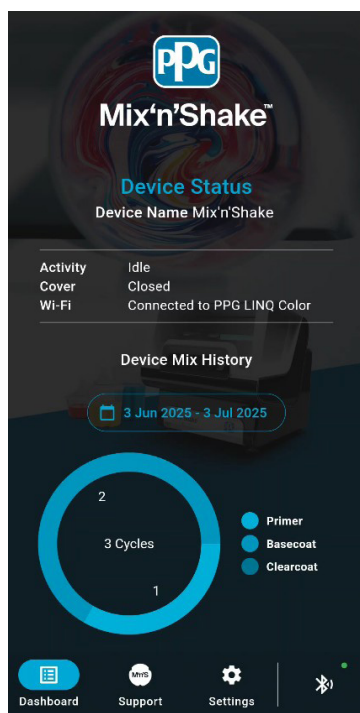 PPG
Mix'n'Shake™
Device Status
Device Name Mix'n'Shake
Activity Idle
Cover Closed
Wi-Fi Connected to PPG LINQ Color
Device Mix History
3 Jun 2025 - 3 Jul 2025
2
3 Cycles
1
Primer
Basecoat
Clearcoat
M'n'S
Dashboard Support Settings